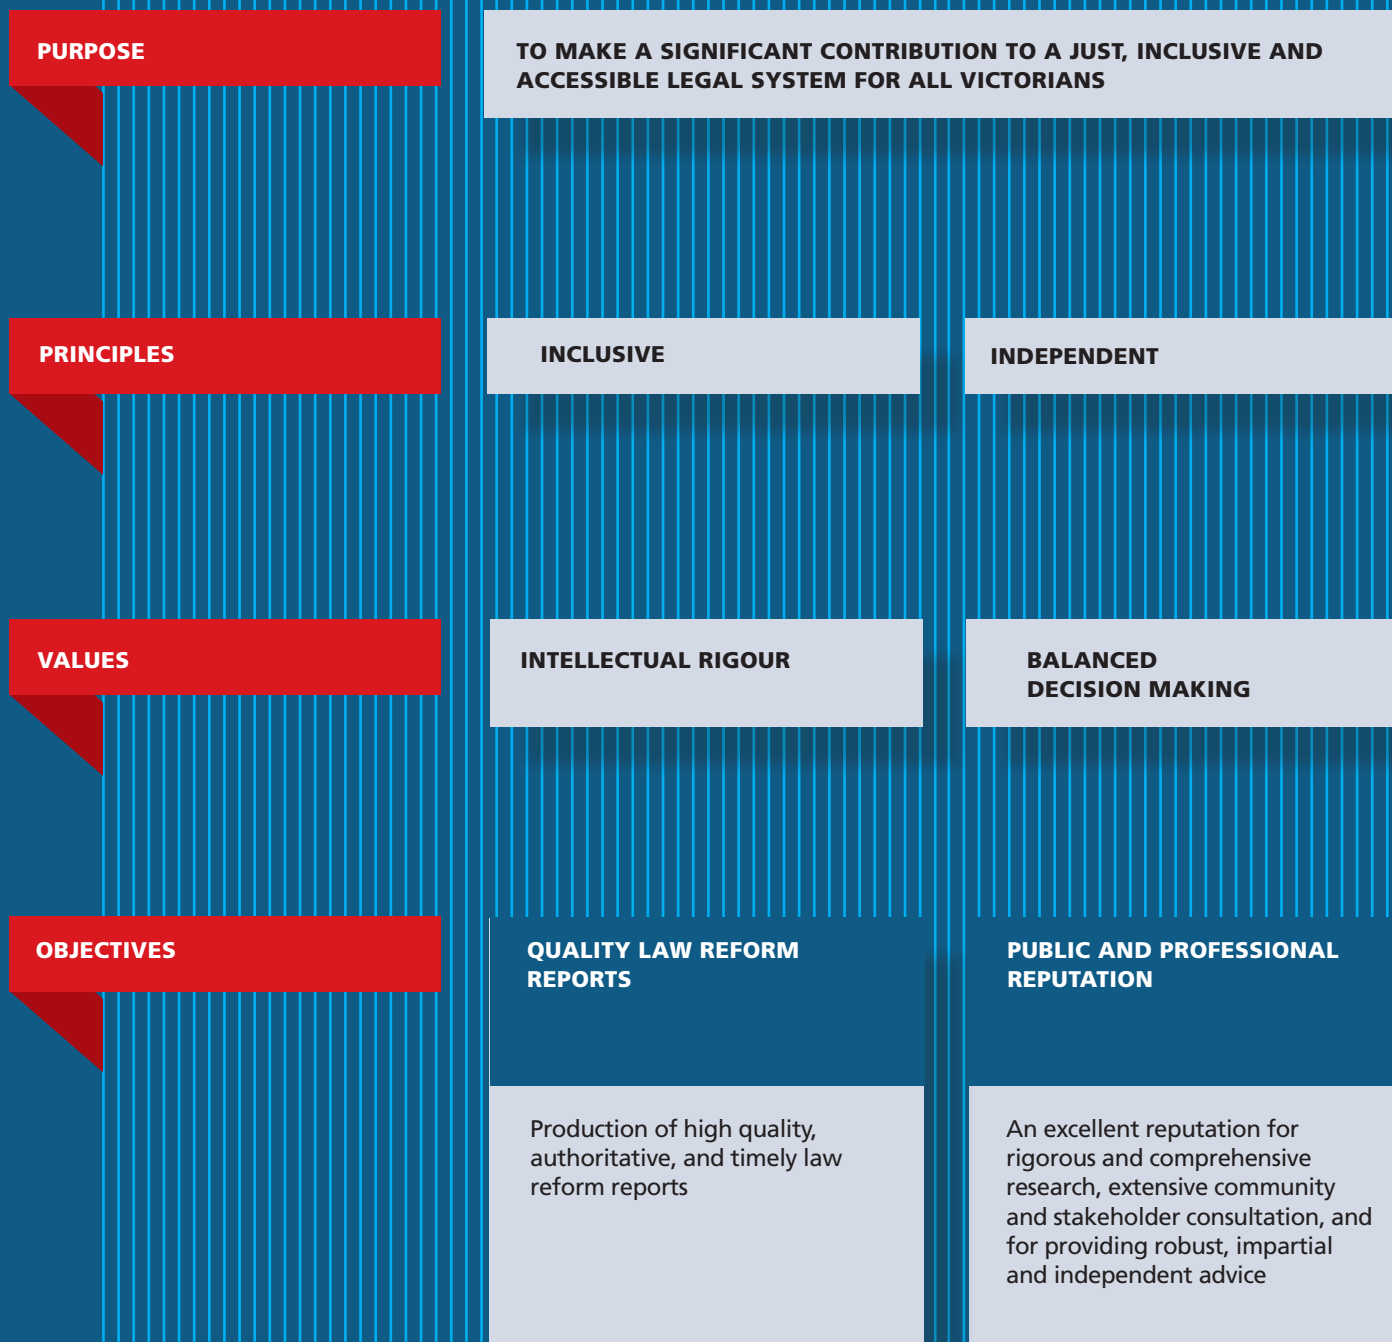 PURPOSE
TO MAKE A SIGNIFICANT CONTRIBUTION TO A JUST, INCLUSIVE AND
ACCESSIBLE LEGAL SYSTEM FOR ALL VICTORIANS
PRINCIPLES
INCLUSIVE
INDEPENDENT
VALUES
INTELLECTUAL RIGOUR
BALANCED
DECISION MAKING
OBJECTIVES
QUALITY LAW REFORM
REPORTS
PUBLIC AND PROFESSIONAL
REPUTATION
Production of high quality,
authoritative, and timely law
reform reports
An excellent reputation for
rigorous and comprehensive
research, extensive community
and stakeholder consultation, and
for providing robust, impartial
and independent advice